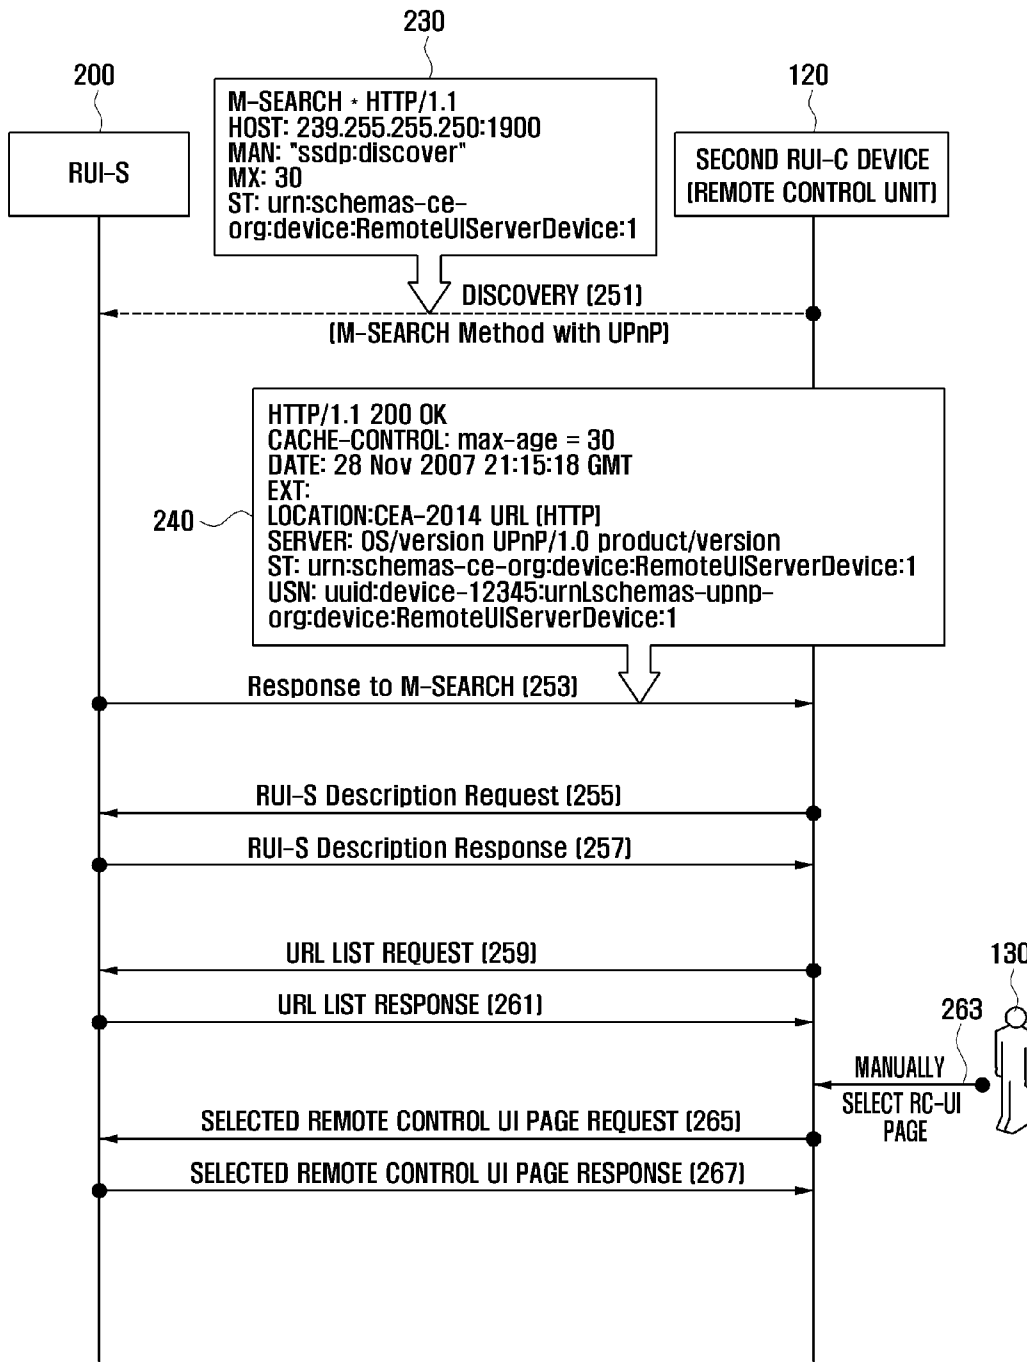 230
200
120
M-SEARCH * HTTP/1.1
HOST: 239.255.255.250:1900
MAN: "ssdp:discover"
MX: 30
ST: urn:schemas-ce-
org:device:RemoteUIServerDevice:1
RUI-S
SECOND RUI-C DEVICE
(REMOTE CONTROL UNIT)
DISCOVERY (251)
(M-SEARCH Method with UPnP)
HTTP/1.1 200 OK
CACHE-CONTROL: max-age = 30
DATE: 28 Nov 2007 21:15:18 GMT
EXT:
LOCATION:CEA-2014 URL (HTTP)
SERVER: OS/version UPnP/1.0 product/version
ST: urn:schemas-ce-org:device:RemoteUIServerDevice:1
USN: uuid:device-12345:urnLschemas-upnp-
org:device:RemoteUIServerDevice:1
240
Response to M-SEARCH (253)
RUI-S Description Request (255)
RUI-S Description Response (257)
URL LIST REQUEST (259)
130
URL LIST RESPONSE (261)
263
MANUALLY
SELECT RC-UI
PAGE
SELECTED REMOTE CONTROL UI PAGE REQUEST (265)
SELECTED REMOTE CONTROL UI PAGE RESPONSE (267)